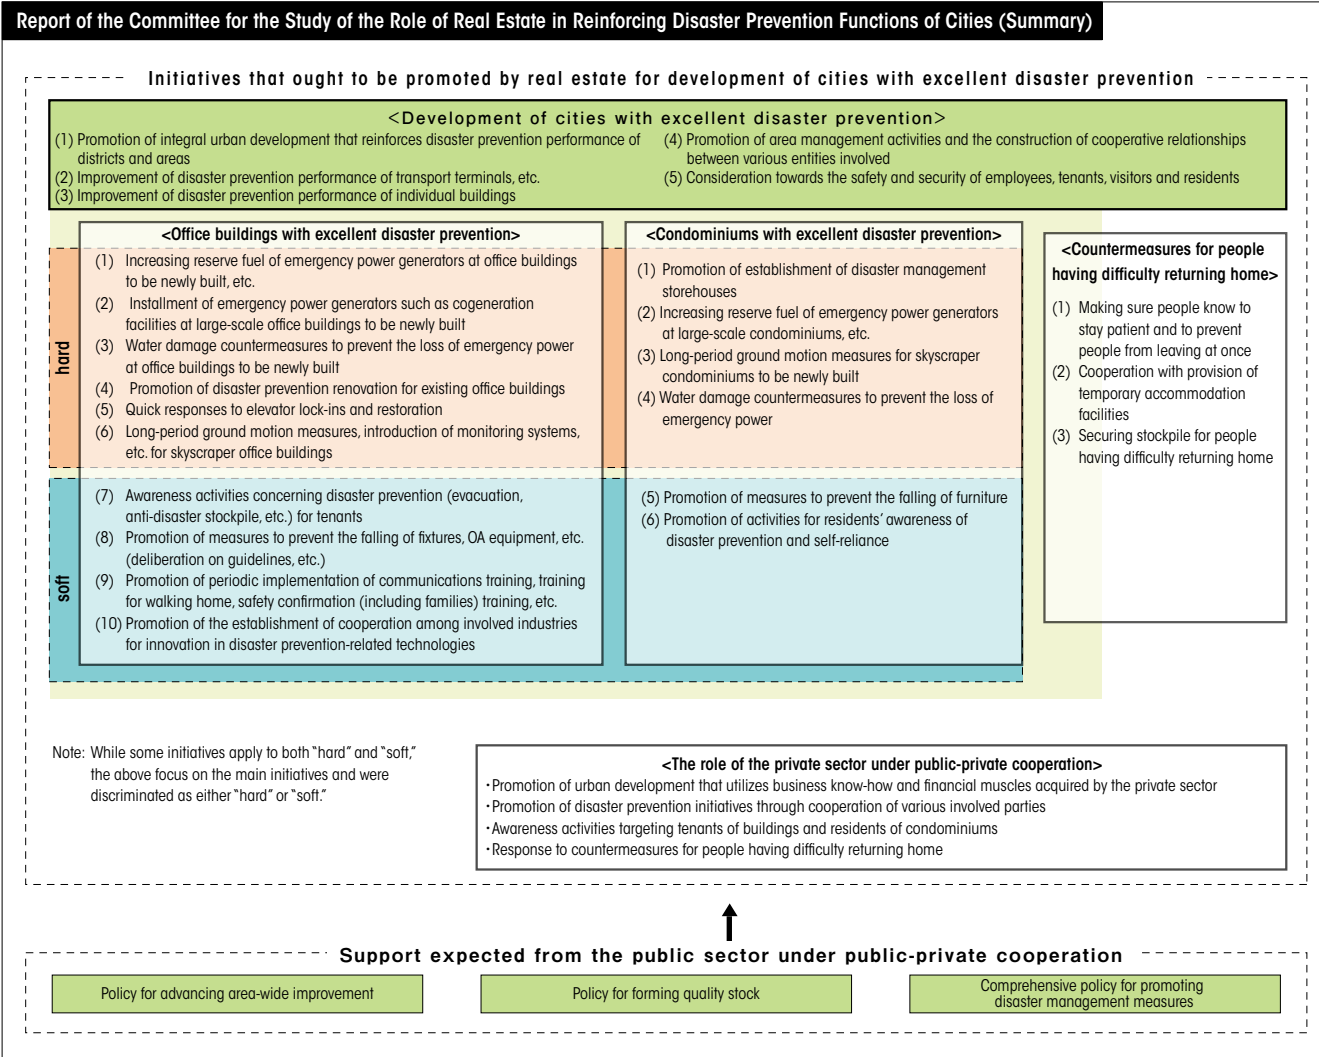 Report of the Committee for the Study of the Role of Real Estate in Reinforcing Disaster Prevention Functions of Cities (Summary)
Initiatives that ought to be promoted by real estate for development of cities with excellent disaster prevention
<Development of cities with excellent disaster prevention>
(1) Promotion of integral urban development that reinforces disaster prevention performance of
districts and areas
(2) Improvement of disaster prevention performance of transport terminals, etc.
(3) Improvement of disaster prevention performance of individual buildings
(4) Promotion of area management activities and the construction of cooperative relationships
between various entities involved
(5) Consideration towards the safety and security of employees, tenants, visitors and residents
hard
soft
<Office buildings with excellent disaster prevention>
(1) Increasing reserve fuel of emergency power generators at office buildings
to be newly built, etc.
(2) Installment of emergency power generators such as cogeneration
facilities at large-scale office buildings to be newly built
(3) Water damage countermeasures to prevent the loss of emergency power
at office buildings to be newly built
(4) Promotion of disaster prevention renovation for existing office buildings
(5) Quick responses to elevator lock-ins and restoration
(6) Long-period ground motion measures, introduction of monitoring systems,
etc. for skyscraper office buildings
(7) Awareness activities concerning disaster prevention (evacuation,
anti-disaster stockpile, etc.) for tenants
(8) Promotion of measures to prevent the falling of fixtures, OA equipment, etc.
(deliberation on guidelines, etc.)
(9) Promotion of periodic implementation of communications training, training
for walking home, safety confirmation (including families) training, etc.
(10) Promotion of the establishment of cooperation among involved industries
for innovation in disaster prevention-related technologies
<Condominiums with excellent disaster prevention>
(1) Promotion of establishment of disaster management
storehouses
(2) Increasing reserve fuel of emergency power generators
at large-scale condominiums, etc.
(3) Long-period ground motion measures for skyscraper
condominiums to be newly built
(4) Water damage countermeasures to prevent the loss of
emergency power
(5) Promotion of measures to prevent the falling of furniture
(6) Promotion of activities for residents' awareness of
disaster prevention and self-reliance
<Countermeasures for people
having difficulty returning home>
(1) Making sure people know to
stay patient and to prevent
people from leaving at once
(2) Cooperation with provision of
temporary accommodation
facilities
(3) Securing stockpile for people
having difficulty returning home
Note: While some initiatives apply to both "hard" and "soft,"
the above focus on the main initiatives and were
discriminated as either "hard" or "soft."
<The role of the private sector under public-private cooperation>
・Promotion of urban development that utilizes business know-how and financial muscles acquired by the private sector
・Promotion of disaster prevention initiatives through cooperation of various involved parties
・Awareness activities targeting tenants of buildings and residents of condominiums
・Response to countermeasures for people having difficulty returning home
Support expected from the public sector under public-private cooperation
Policy for advancing area-wide improvement
Policy for forming quality stock
Comprehensive policy for promoting
disaster management measures